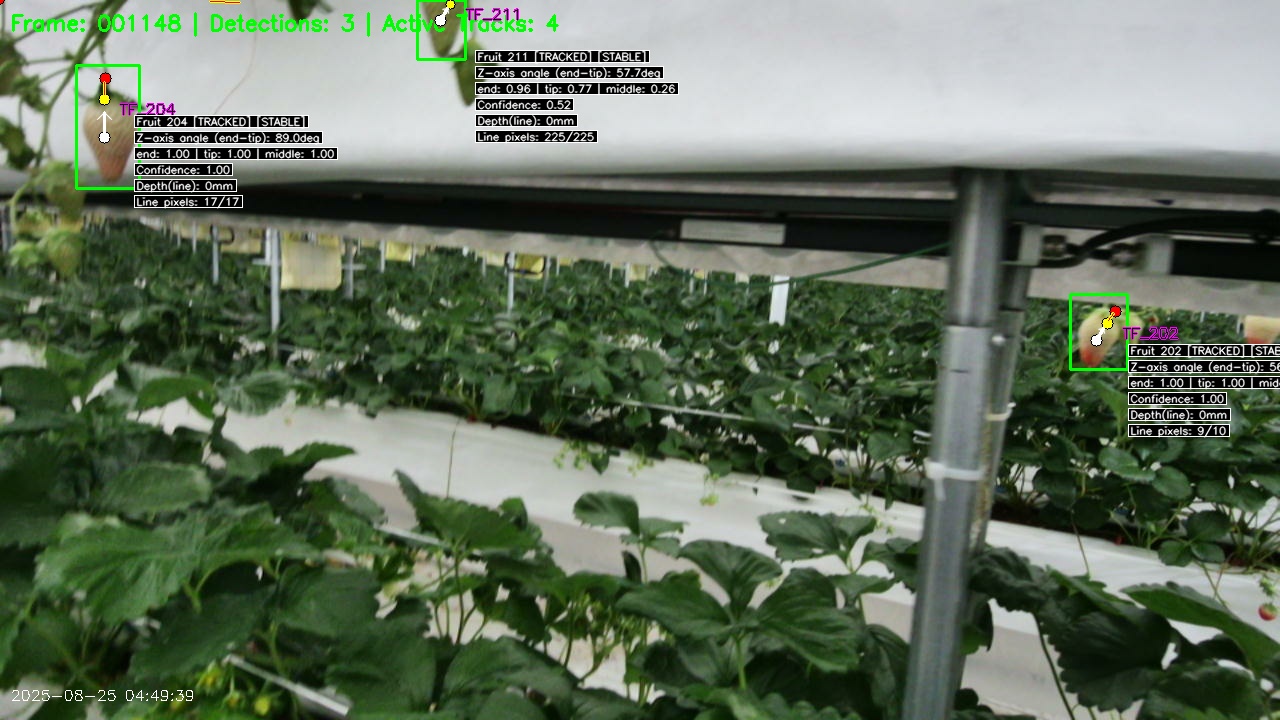 Frame: 001148 | Detections: 3 | Active Tracks: 4
TF_211
Fruit 211 [TRACKED] [STABLE]
Z-axis angle (end-tip): 57.7deg
end: 0.96 | tip: 0.77 | middle: 0.26
Confidence: 0.52
Depth(line): 0mm
Line pixels: 225/225
TF_204
Fruit 204 [TRACKED] [STABLE]
Z-axis angle (end-tip): 89.0deg
end: 1.00 | tip: 1.00 | middle: 1.00
Confidence: 1.00
Depth(line): 0mm
Line pixels: 17/17
TF_202
Fruit 202 [TRACKED] [STAB
Z-axis angle (end-tip): 56
end: 1.00 | tip: 1.00 | mid
Confidence: 1.00
Depth(line): 0mm
Line pixels: 9/10
2025-08-25 04:49:39